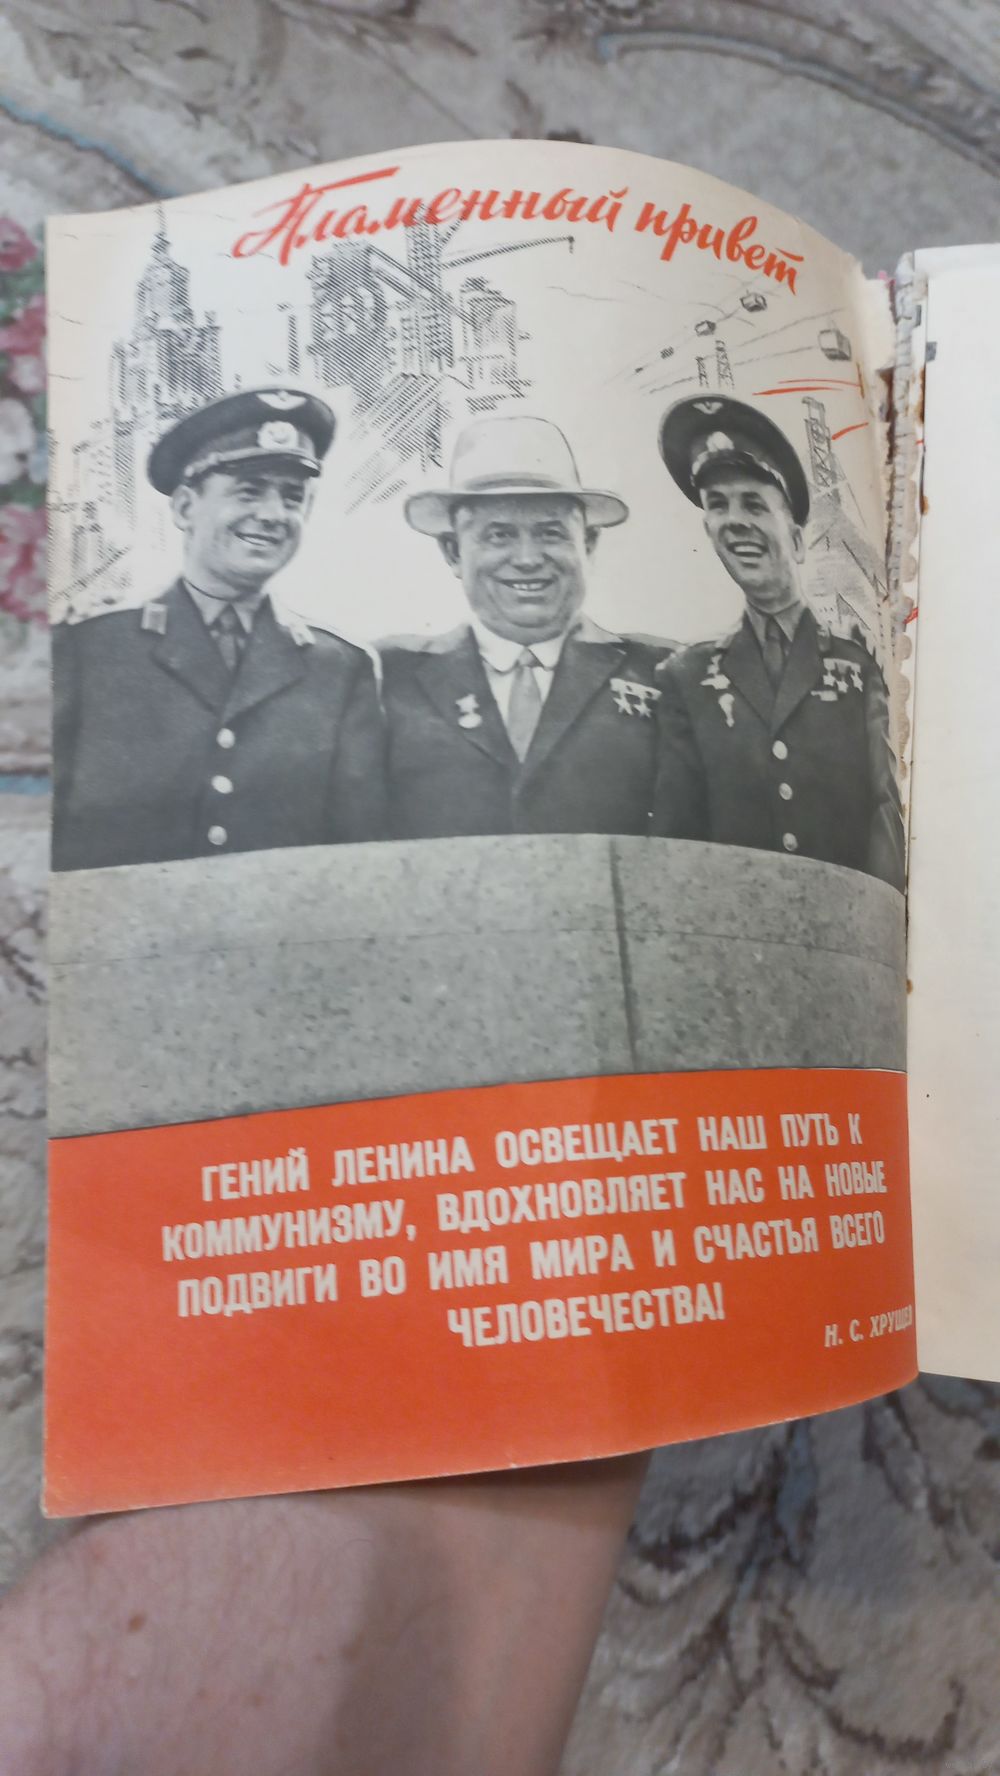 Пламенный привет
ГЕНИЙ ЛЕНИНА ОСВЕЩАЕТ НАШ ПУТЬ К
КОММУНИЗМУ, ВДОХНОВЛЯЕТ НАС НА НОВЫЕ
ПОДВИГИ ВО ИМЯ МИРА И СЧАСТЬЯ ВСЕГО
ЧЕЛОВЕЧЕСТВА!
Н. С. ХРУЩЕВ